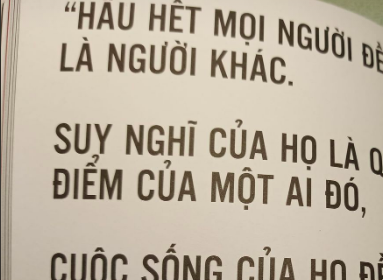 “HẦU HẾT MỌI NGƯỜI ĐỀ
LÀ NGƯỜI KHÁC.
SUY NGHĨ CỦA HỌ LÀ Q
ĐIỂM CỦA MỘT AI ĐÓ,
CUỘC SỐNG CỦA HỌ ĐỀ